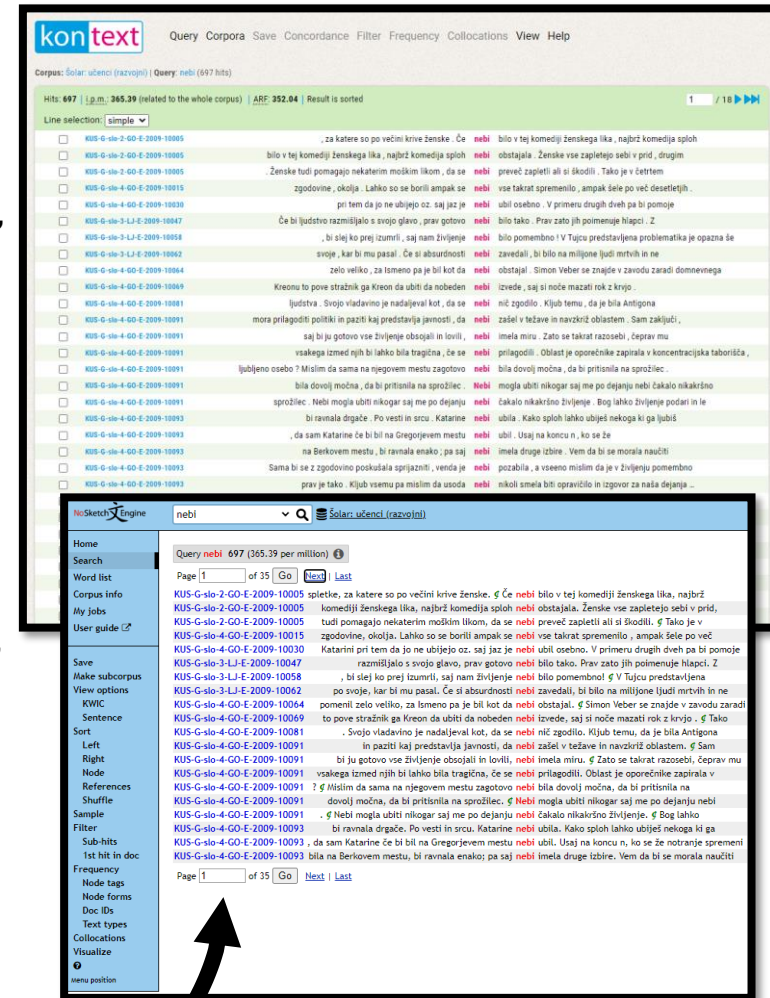 kontext Query Corpora Save Concordance Filter Frequency Collocations View Help
Corpus: Šolar: učenci (razvojni) | Query: nebi (697 hits)
Hits: 697 | i.p.m.: 365.39 (related to the whole corpus) | ARF: 352.04 | Result is sorted 1 / 18
Line selection: simple
KUS-G-slo-2-GO-E-2009-10005 , za katere so po večini krive ženske . Če nebi bilo v tej komediji ženskega lika , najbrž komedija sploh
KUS-G-slo-2-GO-E-2009-10005 bilo v tej komediji ženskega lika , najbrž komedija sploh nebi obstajala . Ženske vse zapletejo sebi v prid , drugim
KUS-G-slo-2-GO-E-2009-10005 . Ženske tudi pomagajo nekaterim moškim likom , da se nebi preveč zapletli ali si škodili . Tako je v četrtem
KUS-G-slo-4-GO-E-2009-10015 zgodovine , okolja . Lahko so se borili ampak se nebi vse takrat spremenilo , ampak šele po več desetletjih .
KUS-G-slo-4-GO-E-2009-10030 pri tem da jo ne ubijejo oz. saj jaz je nebi ubil osebno . V primeru drugih dveh pa bi pomoje
KUS-G-slo-3-LJ-E-2009-10047 Če bi ljudstvo razmišljalo s svojo glavo , prav gotovo nebi bilo tako . Prav zato jih poimenuje hlapci . Z
KUS-G-slo-3-LJ-E-2009-10058 , bi slej ko prej izumrli , saj nam življenje nebi bilo pomembno ! V Tujcu predstavljena problematika je opazna še
KUS-G-slo-3-LJ-E-2009-10062 svoje , kar bi mu pasal . Če si absurdnosti nebi zavedali , bi bilo na milijone ljudi mrtvih in ne
KUS-G-slo-4-GO-E-2009-10064 zelo veliko , za Ismeno pa je bil kot da nebi obstajal . Simon Veber se znajde v zavodu zaradi domnevnega
KUS-G-slo-4-GO-E-2009-10069 Kreonu to pove stražnik ga Kreon da ubiti da nobeden nebi izvede , saj si noče mazati rok z krvjo .
KUS-G-slo-4-GO-E-2009-10081 ljudstva . Svojo vladavino je nadaljeval kot , da se nebi nič zgodilo . Kljub temu , da je bila Antigona
KUS-G-slo-4-GO-E-2009-10091 mora prilagoditi politiki in paziti kaj predstavlja javnosti , da nebi zašel v težave in navzkriž oblastem . Sam zaključi ,
KUS-G-slo-4-GO-E-2009-10091 saj bi ju gotovo vse življenje obsojali in lovili , nebi imela miru . Zato se takrat razosebi , čeprav mu
KUS-G-slo-4-GO-E-2009-10091 vsakega izmed njih bi lahko bila tragična , če se nebi prilagodili . Oblast je oporečnike zapirala v koncentracijska taborišča ,
KUS-G-slo-4-GO-E-2009-10091 ljubljeno osebo ? Mislim da sama na njegovem mestu zagotovo nebi bila dovolj močna , da bi pritisnila na sprožilec .
KUS-G-slo-4-GO-E-2009-10091 bila dovolj močna , da bi pritisnila na sprožilec . Nebi mogla ubiti nikogar saj me po dejanju nebi čakalo nikakršno
KUS-G-slo-4-GO-E-2009-10091 sprožilec . Nebi mogla ubiti nikogar saj me po dejanju nebi čakalo nikakršno življenje . Bog lahko življenje podari in le
KUS-G-slo-4-GO-E-2009-10093 bi ravnala drgače . Po vesti in srcu . Katarine nebi ubila . Kako sploh lahko ubiješ nekoga ki ga ljubiš
KUS-G-slo-4-GO-E-2009-10093 , da sam Katarine če bi bil na Gregorjevem mestu nebi ubil . Usaj na koncu n , ko se že
KUS-G-slo-4-GO-E-2009-10093 na Berkovem mestu , bi ravnala enako ; pa saj nebi imela druge izbire . Vem da bi se morala naučiti
KUS-G-slo-4-GO-E-2009-10093 Sama bi se z zgodovino poskušala sprijazniti , venda je nebi pozabila , a vseeno mislim da je v življenju pomembno
KUS-G-slo-4-GO-E-2009-10093 prav je tako . Kljub vsemu pa mislim da usoda nebi nikoli smela biti opravičilo in izgovor za naša dejanja ...
NoSketch Engine nebi Šolar: učenci (razvojni)
Home
Search
Word list
Corpus info
My jobs
User guide
Save
Make subcorpus
View options
KWIC
Sentence
Sort
Left
Right
Node
References
Shuffle
Sample
Filter
Sub-hits
1st hit in doc
Frequency
Node tags
Node forms
Doc IDs
Text types
Collocations
Visualize
Menu position
Query nebi 697 (365.39 per million)
Page 1 of 35 Go Next | Last
KUS-G-slo-2-GO-E-2009-10005 spletke, za katere so po večini krive ženske. Če nebi bilo v tej komediji ženskega lika, najbrž
KUS-G-slo-2-GO-E-2009-10005 komediji ženskega lika, najbrž komedija sploh nebi obstajala. Ženske vse zapletejo sebi v prid,
KUS-G-slo-2-GO-E-2009-10005 tudi pomagajo nekaterim moškim likom, da se nebi preveč zapletli ali si škodili. Tako je v
KUS-G-slo-4-GO-E-2009-10015 zgodovine, okolja. Lahko so se borili ampak se nebi vse takrat spremenilo , ampak šele po več
KUS-G-slo-4-GO-E-2009-10030 Katarini pri tem da jo ne ubijejo oz. saj jaz je nebi ubil osebno. V primeru drugih dveh pa bi pomoje
KUS-G-slo-3-LJ-E-2009-10047 razmišljalo s svojo glavo, prav gotovo nebi bilo tako. Prav zato jih poimenuje hlapci. Z
KUS-G-slo-3-LJ-E-2009-10058 , bi slej ko prej izumrli, saj nam življenje nebi bilo pomembno! V Tujcu predstavljena
KUS-G-slo-3-LJ-E-2009-10062 po svoje, kar bi mu pasal. Če si absurdnosti nebi zavedali, bi bilo na milijone ljudi mrtvih in ne
KUS-G-slo-4-GO-E-2009-10064 pomenil zelo veliko, za Ismeno pa je bil kot da nebi obstajal. Simon Veber se znajde v zavodu zaradi
KUS-G-slo-4-GO-E-2009-10069 to pove stražnik ga Kreon da ubiti da nobeden nebi izvede, saj si noče mazati rok z krvjo . Tako
KUS-G-slo-4-GO-E-2009-10081 . Svojo vladavino je nadaljeval kot, da se nebi nič zgodilo. Kljub temu, da je bila Antigona
KUS-G-slo-4-GO-E-2009-10091 in paziti kaj predstavlja javnosti, da nebi zašel v težave in navzkriž oblastem. Sam
KUS-G-slo-4-GO-E-2009-10091 bi ju gotovo vse življenje obsojali in lovili, nebi imela miru. Zato se takrat razosebi, čeprav mu
KUS-G-slo-4-GO-E-2009-10091 vsakega izmed njih bi lahko bila tragična, če se nebi prilagodili. Oblast je oporečnike zapirala v
KUS-G-slo-4-GO-E-2009-10091 ? Mislim da sama na njegovem mestu zagotovo nebi bila dovolj močna, da bi pritisnila na
KUS-G-slo-4-GO-E-2009-10091 dovolj močna, da bi pritisnila na sprožilec. Nebi mogla ubiti nikogar saj me po dejanju nebi
KUS-G-slo-4-GO-E-2009-10091 . Nebi mogla ubiti nikogar saj me po dejanju nebi čakalo nikakršno življenje. Bog lahko
KUS-G-slo-4-GO-E-2009-10093 bi ravnala drgače. Po vesti in srcu. Katarine nebi ubila. Kako sploh lahko ubiješ nekoga ki ga
KUS-G-slo-4-GO-E-2009-10093 , da sam Katarine če bi bil na Gregorjevem mestu nebi ubil. Usaj na koncu n, ko se že notranje spremeni
KUS-G-slo-4-GO-E-2009-10093 bila na Berkovem mestu, bi ravnala enako; pa saj nebi imela druge izbire. Vem da bi se morala naučiti
Page 1 of 35 Go Next | Last